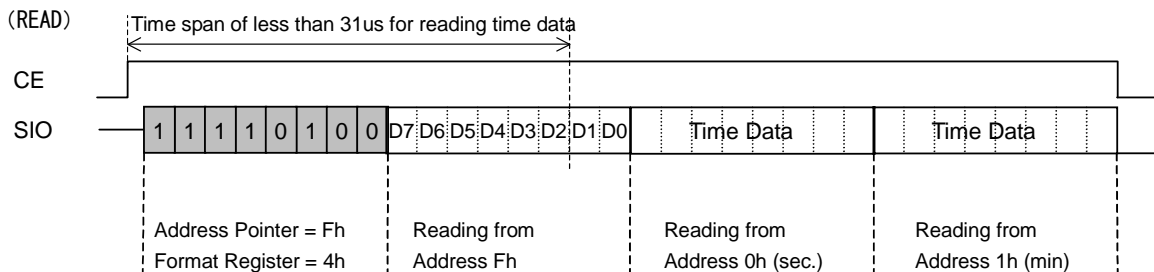 (READ)
Time span of less than 31us for reading time data
CE
SIO 1 1 1 1 0 1 0 0 D7 D6 D5 D4 D3 D2 D1 D0 Time Data Time Data
Address Pointer = Fh Reading from Reading from Reading from
Format Register = 4h Address Fh Address 0h (sec.) Address 1h (min)